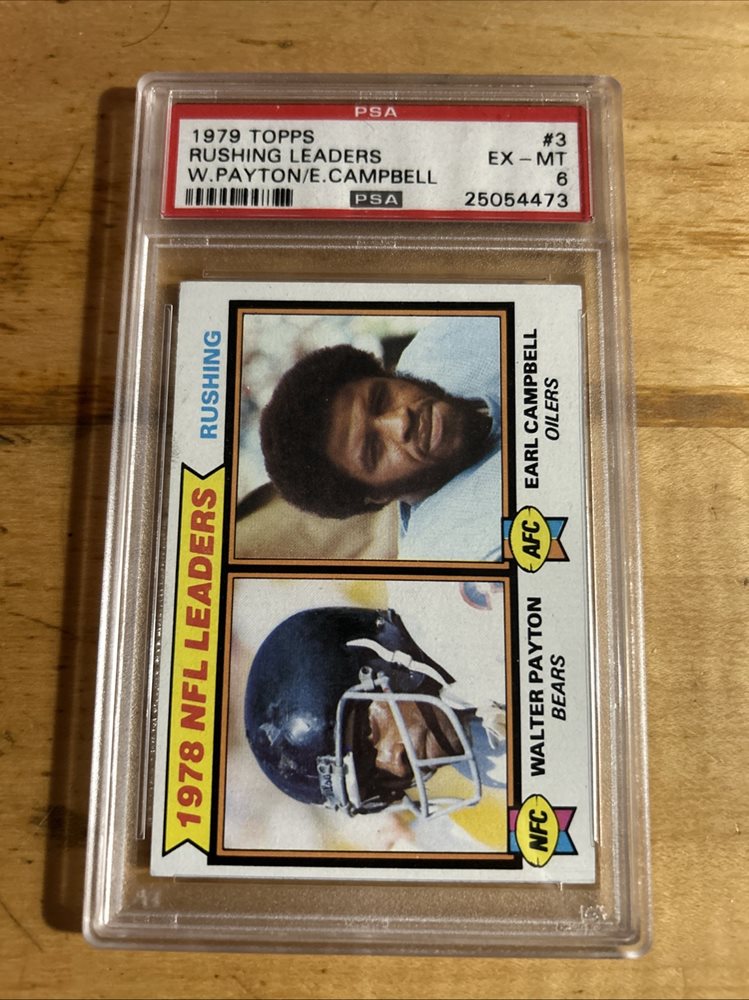 PSA
1979 TOPPS #3
RUSHING LEADERS EX - MT
W.PAYTON/E.CAMPBELL 6
PSA 25054473
1978 NFL LEADERS RUSHING
NFC WALTER PAYTON
BEARS
AFC EARL CAMPBELL
OILERS